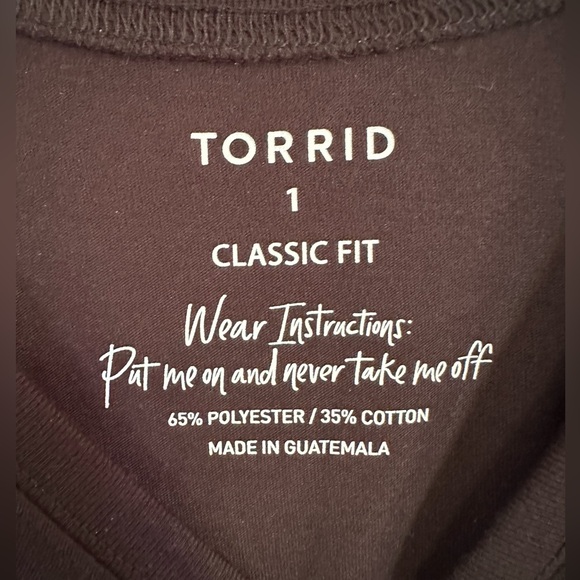 TORRID
1
CLASSIC FIT
Wear Instructions:
Put me on and never take me off
65% POLYESTER / 35% COTTON
MADE IN GUATEMALA